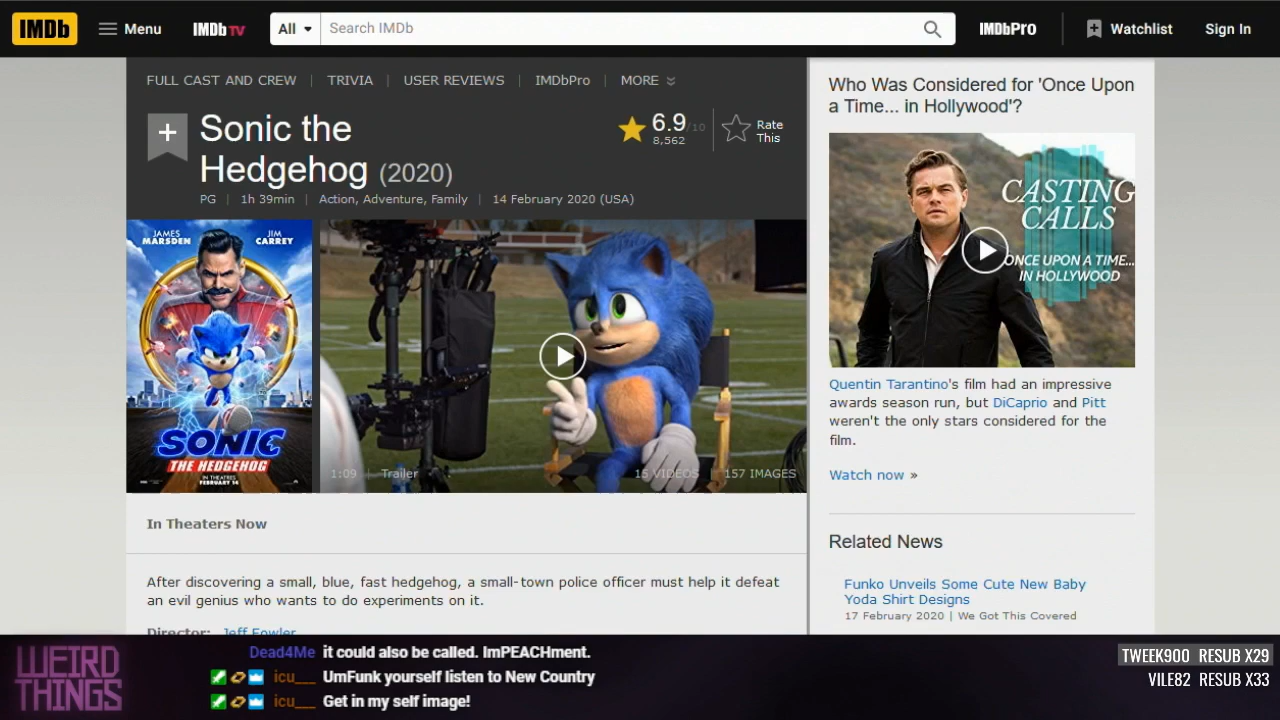 IMDb
Menu
IMDb TV
All
Search IMDb
IMDbPro
Watchlist
Sign In
FULL CAST AND CREW | TRIVIA | USER REVIEWS | IMDbPro | MORE
Sonic the
Hedgehog (2020)
6.9/10
8,562
Rate
This
PG | 1h 39min | Action, Adventure, Family | 14 February 2020 (USA)
JAMES
MARSDEN
JIM
CARREY
SONIC
THE HEDGEHOG
IN THEATRES
FEBRUARY 14
1:09 | Trailer
15 VIDEOS | 157 IMAGES
In Theaters Now
After discovering a small, blue, fast hedgehog, a small-town police officer must help it defeat
an evil genius who wants to do experiments on it.
Director: Jeff Fowler
Who Was Considered for 'Once Upon
a Time... in Hollywood'?
CASTING
CALLS
ONCE UPON A TIME...
IN HOLLYWOOD
Quentin Tarantino's film had an impressive
awards season run, but DiCaprio and Pitt
weren't the only stars considered for the
film.
Watch now »
Related News
Funko Unveils Some Cute New Baby
Yoda Shirt Designs
17 February 2020 | We Got This Covered
WEIRD
THINGS
Dead4Me it could also be called. ImPEACHment.
icu___ UmFunk yourself listen to New Country
icu___ Get in my self image!
TWEEK900 RESUB X29
VILE82 RESUB X33